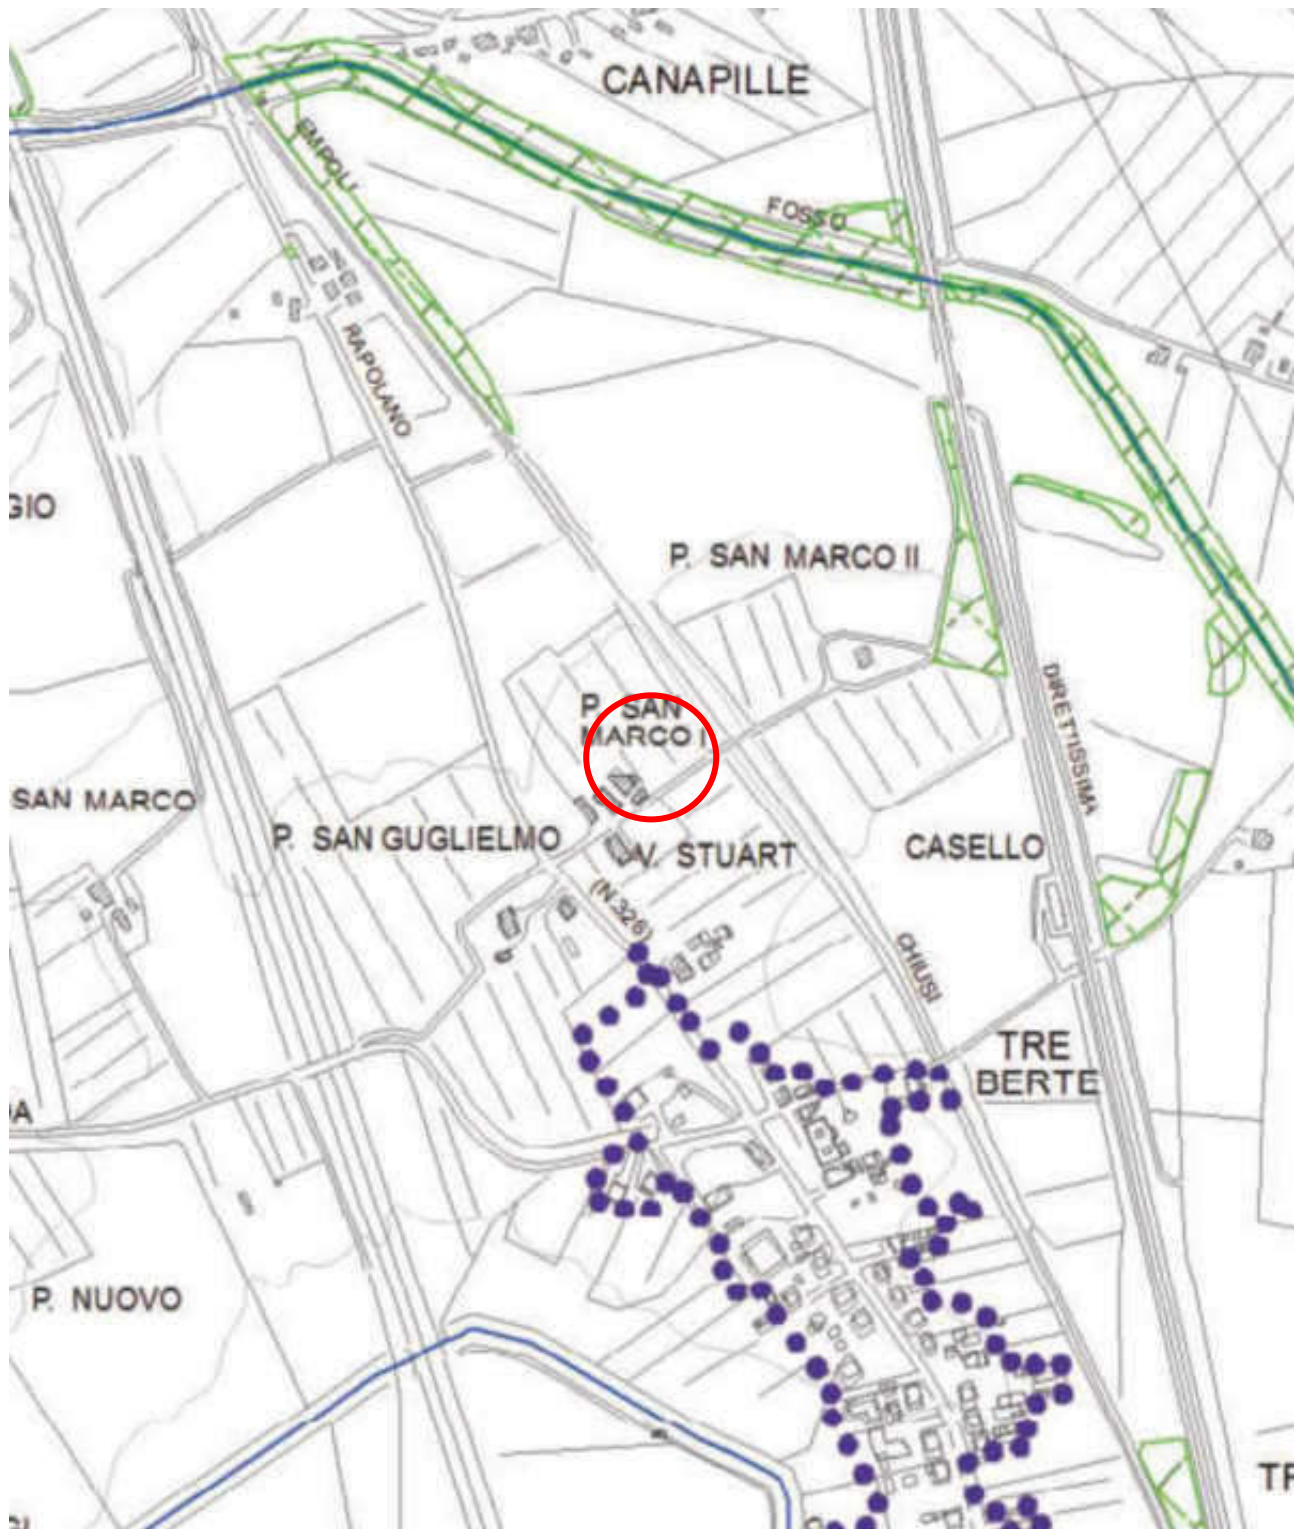 CANAPILLE
EMPOLI
FOSSO
RAPOLANO
GIO
P. SAN MARCO II
P. SAN
MARCO I
DIRETTISSIMA
SAN MARCO
P. SAN GUGLIELMO
V. STUART
CASELLO
(N.326)
CHIUSI
TRE
BERTE
P. NUOVO